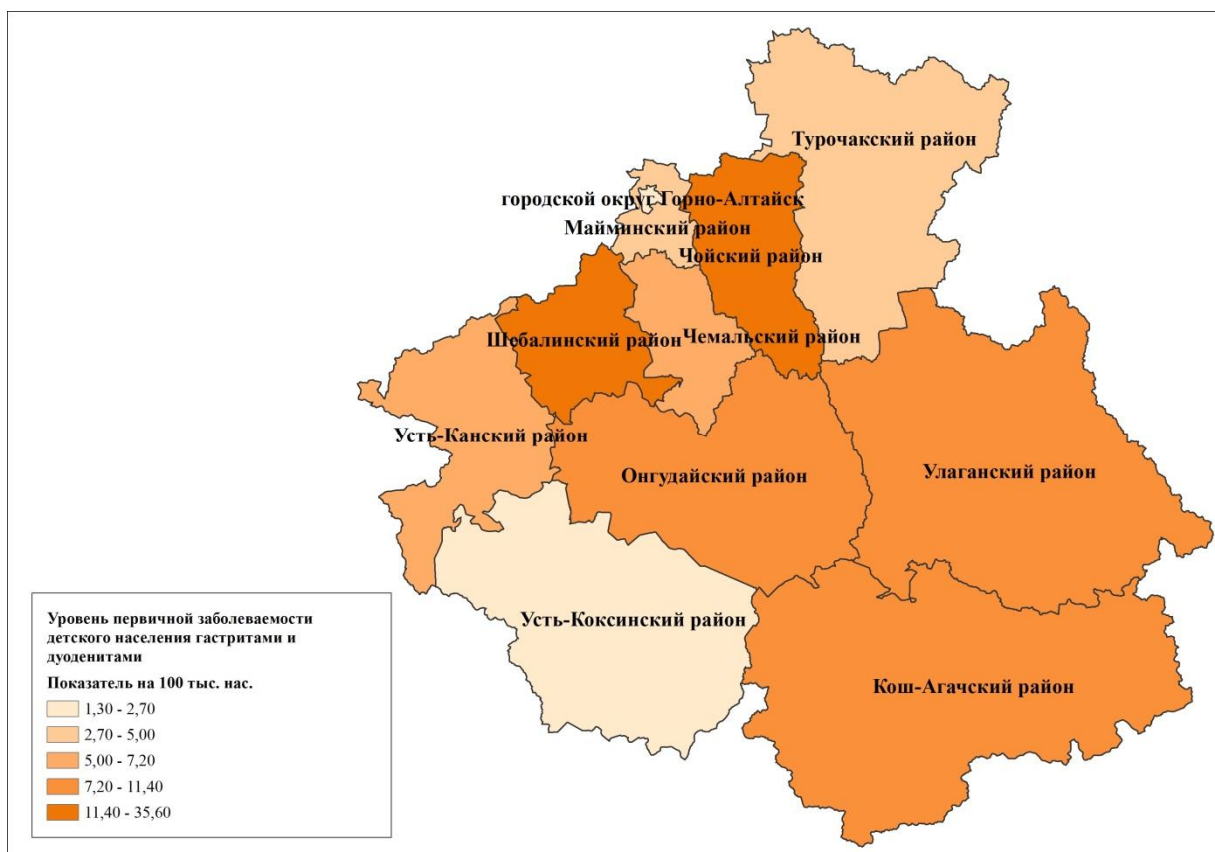 Турочакский район
городской округ Горно-Алтайск
Майминский район
Чойский район
Шебалинский район
Чемальский район
Усть-Канский район
Онгудайский район
Улаганский район
Усть-Коксинский район
Кош-Агачский район
Уровень первичной заболеваемости
детского населения гастритами и
дуоденитами
Показатель на 100 тыс. нас.
1,30 - 2,70
2,70 - 5,00
5,00 - 7,20
7,20 - 11,40
11,40 - 35,60